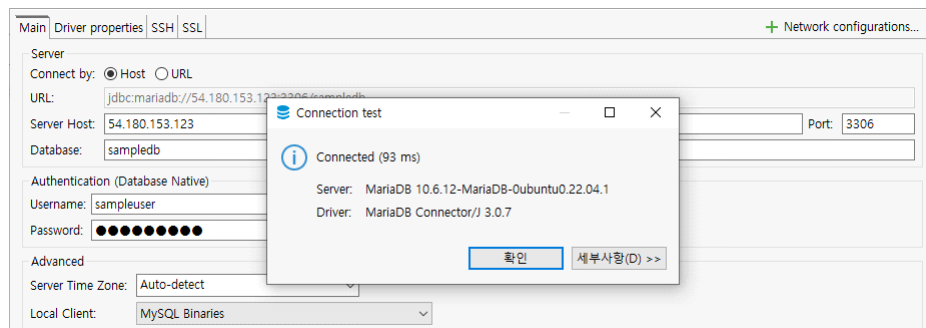 Main Driver properties SSH SSL
+ Network configurations...
Server
Connect by: Host URL
URL: jdbc:mariadb://54.180.153.123:3306/sampledb
Server Host: 54.180.153.123
Port: 3306
Database: sampledb
Authentication (Database Native)
Username: sampleuser
Password: ●●●●●●●●●
Advanced
Server Time Zone: Auto-detect
Local Client: MySQL Binaries
Connection test
Connected (93 ms)
Server: MariaDB 10.6.12-MariaDB-0ubuntu0.22.04.1
Driver: MariaDB Connector/J 3.0.7
확인
세부사항(D) >>